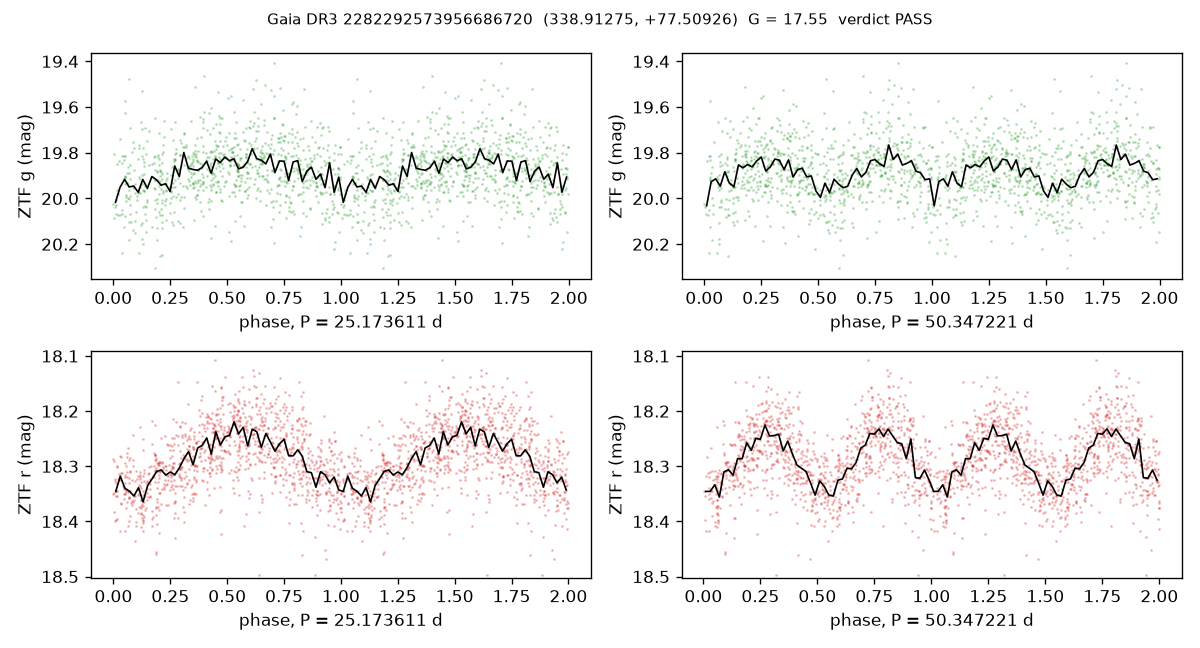 Gaia DR3 2282292573956686720  (338.91275, +77.50926)  G = 17.55  verdict PASS
ZTF g (mag)
19.4
19.6
19.8
20.0
20.2
0.00 0.25 0.50 0.75 1.00 1.25 1.50 1.75 2.00
phase, P = 25.173611 d
ZTF g (mag)
19.4
19.6
19.8
20.0
20.2
0.00 0.25 0.50 0.75 1.00 1.25 1.50 1.75 2.00
phase, P = 50.347221 d
ZTF r (mag)
18.1
18.2
18.3
18.4
18.5
0.00 0.25 0.50 0.75 1.00 1.25 1.50 1.75 2.00
phase, P = 25.173611 d
ZTF r (mag)
18.1
18.2
18.3
18.4
18.5
0.00 0.25 0.50 0.75 1.00 1.25 1.50 1.75 2.00
phase, P = 50.347221 d